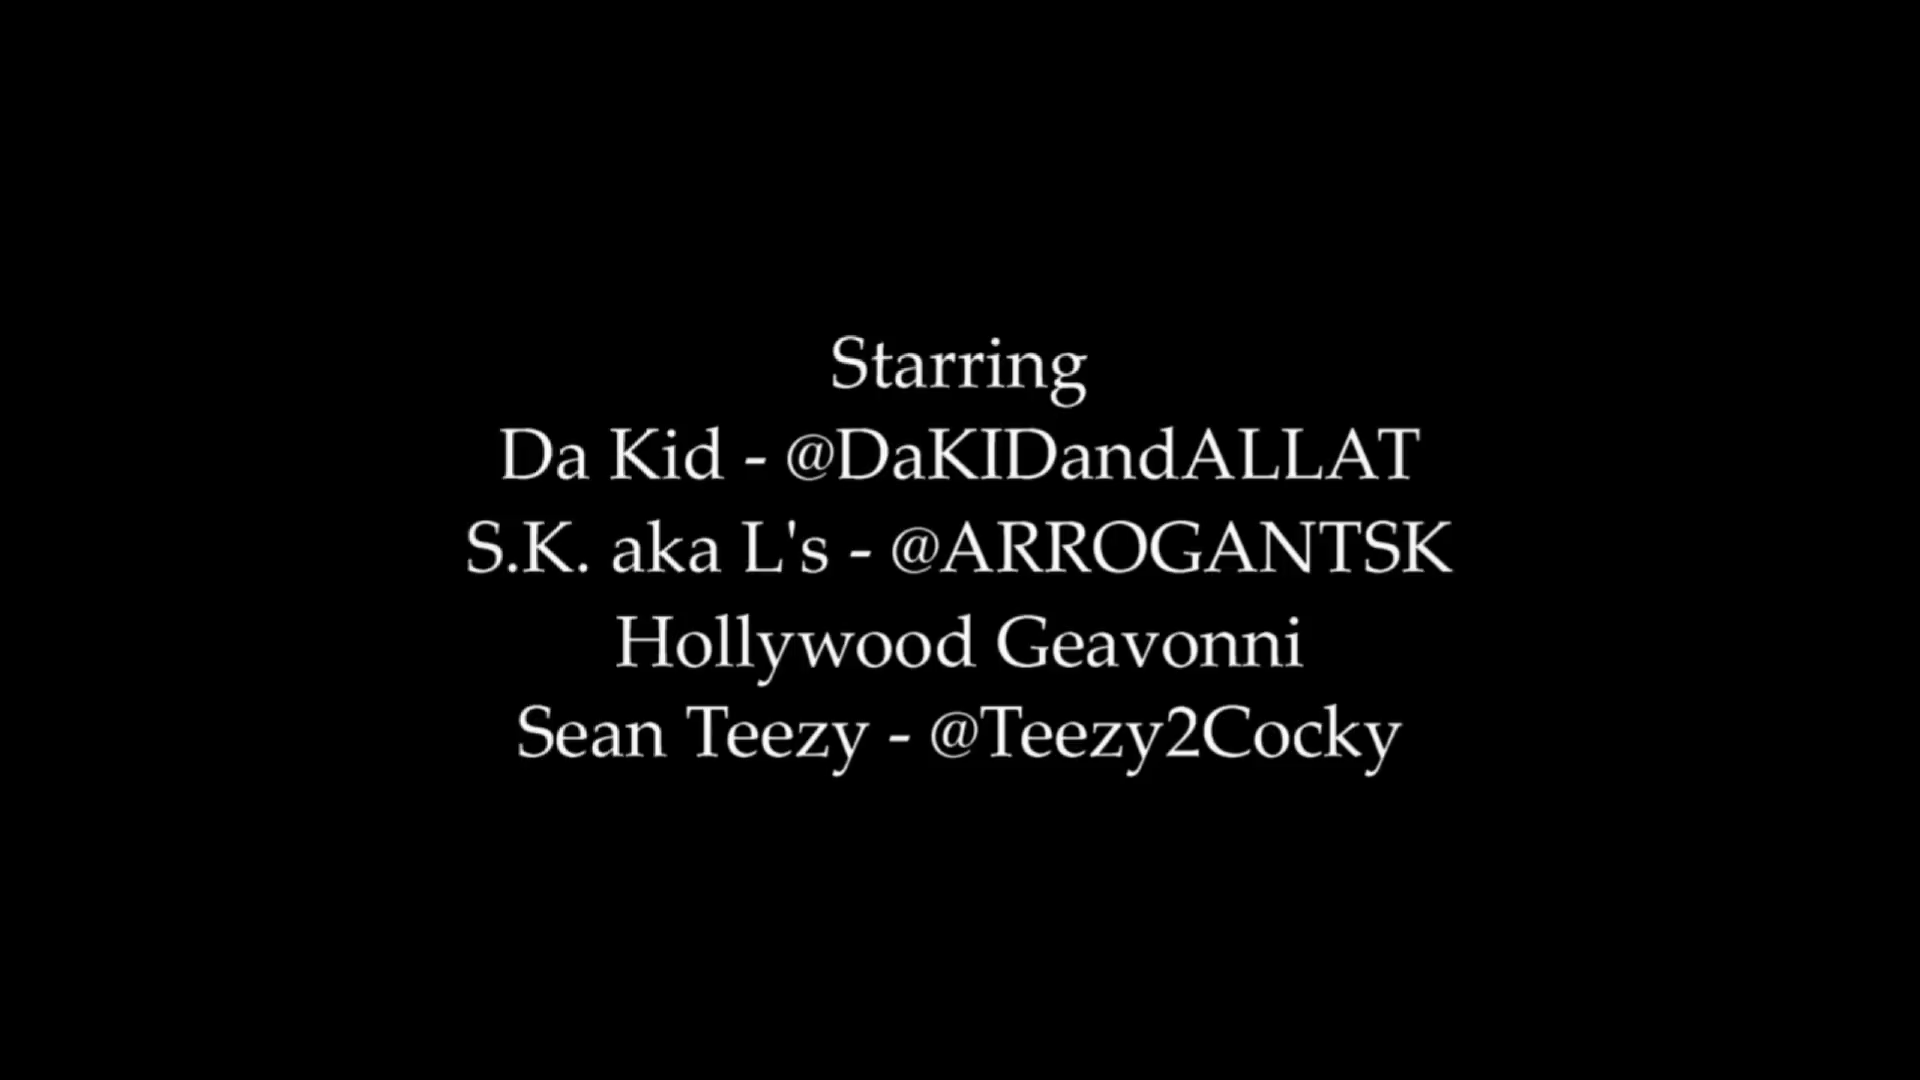 Starring
Da Kid - @DaKIDandALLAT
S.K. aka L's - @ARROGANTSK
Hollywood Geavonni
Sean Teezy - @Teezy2Cocky